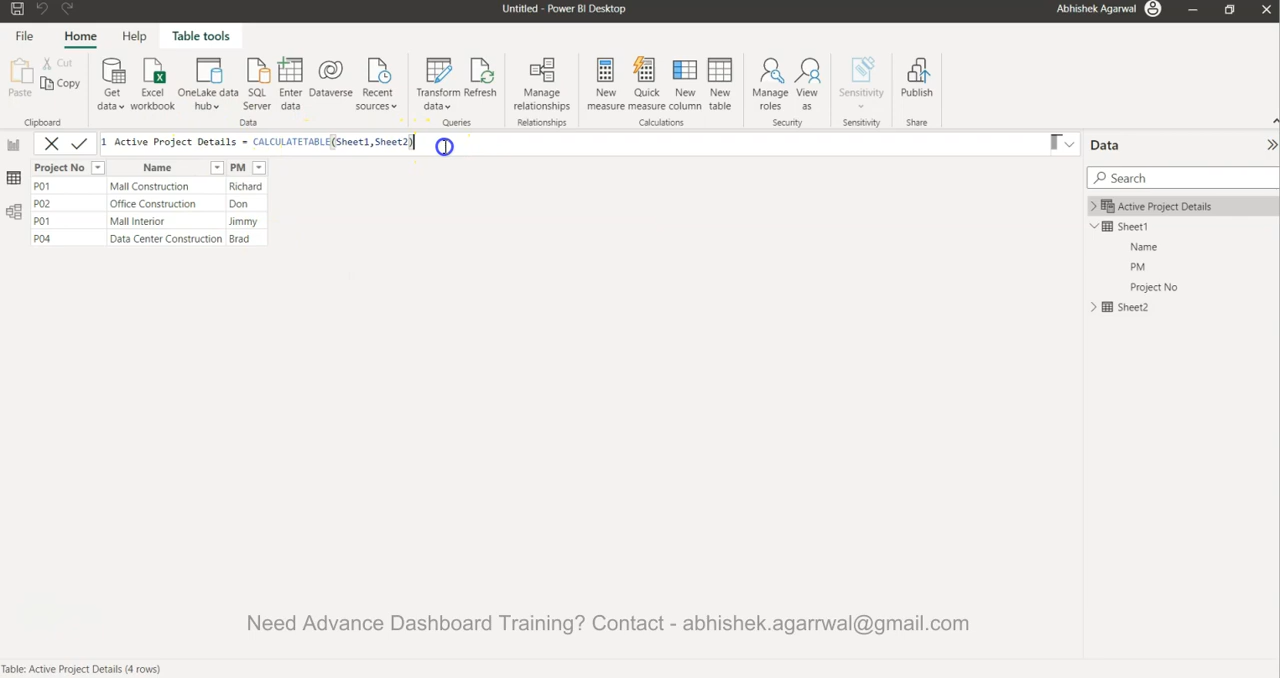 Untitled - Power BI Desktop
Abhishek Agarwal
File Home Help Table tools
Paste
Cut
Copy
Clipboard
Get data
Excel workbook
OneLake data hub
SQL Server
Enter data
Dataverse
Recent sources
Data
Transform data
Refresh
Queries
Manage relationships
Relationships
New measure
Quick measure
New column
New table
Calculations
Manage roles
View as
Security
Sensitivity
Sensitivity
Publish
Share
1 Active Project Details = CALCULATETABLE(Sheet1,Sheet2)
Project No Name PM
P01 Mall Construction Richard
P02 Office Construction Don
P01 Mall Interior Jimmy
P04 Data Center Construction Brad
Data
Search
Active Project Details
Sheet1
Name
PM
Project No
Sheet2
Need Advance Dashboard Training? Contact - abhishek.agarrwal@gmail.com
Table: Active Project Details (4 rows)